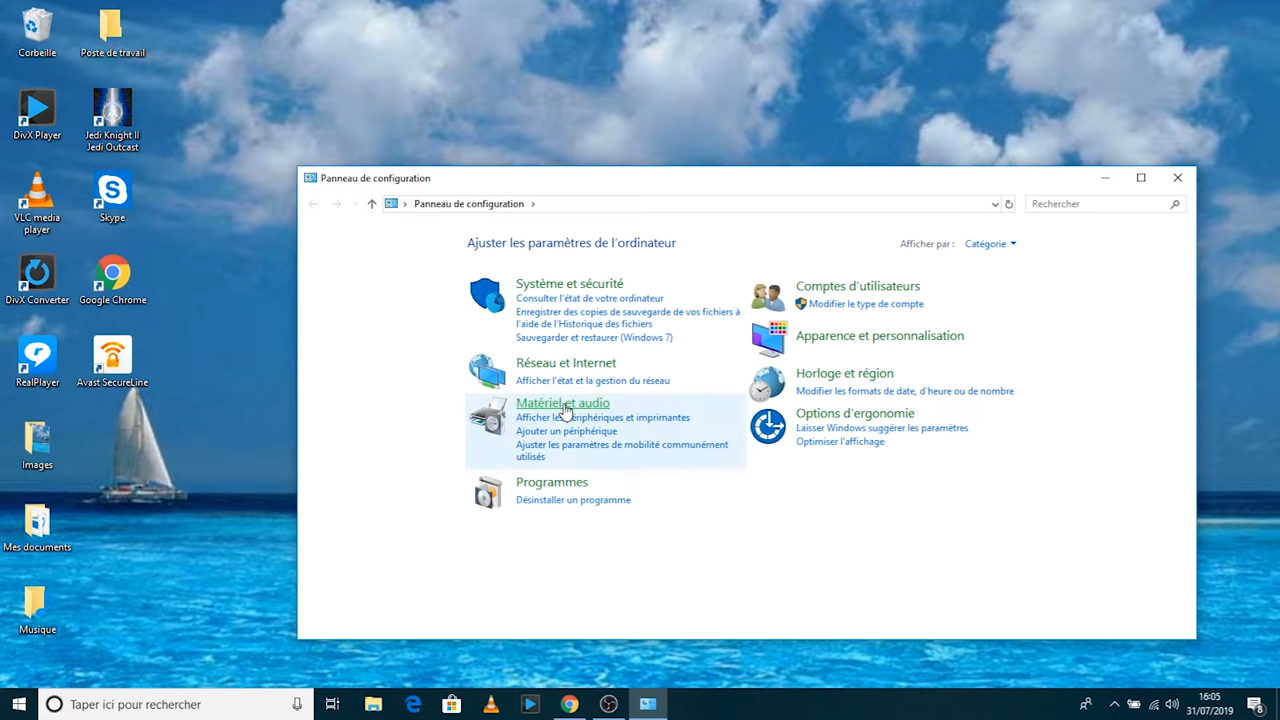 Corbeille
Poste de travail
DivX Player
Jedi Knight II
Jedi Outcast
VLC media
player
Skype
DivX Converter
Google Chrome
RealPlayer
Avast SecureLine
Images
Mes documents
Musique
Panneau de configuration
Panneau de configuration
Rechercher
Ajuster les paramètres de l'ordinateur
Afficher par : Catégorie
Système et sécurité
Consulter l'état de votre ordinateur
Enregistrer des copies de sauvegarde de vos fichiers à
l'aide de l'Historique des fichiers
Sauvegarder et restaurer (Windows 7)
Réseau et Internet
Afficher l'état et la gestion du réseau
Matériel et audio
Afficher les périphériques et imprimantes
Ajouter un périphérique
Ajuster les paramètres de mobilité communément
utilisés
Programmes
Désinstaller un programme
Comptes d'utilisateurs
Modifier le type de compte
Apparence et personnalisation
Horloge et région
Modifier les formats de date, d'heure ou de nombre
Options d'ergonomie
Laisser Windows suggérer les paramètres
Optimiser l'affichage
Taper ici pour rechercher
16:05
31/07/2019
8